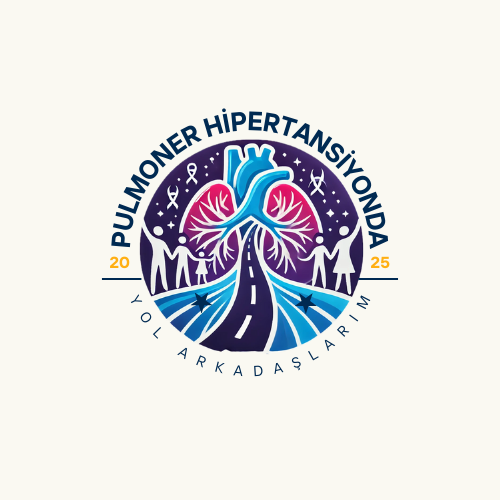 PULMONER HİPERTANSİYONDA
20 25
YOL ARKADAŞLARIM